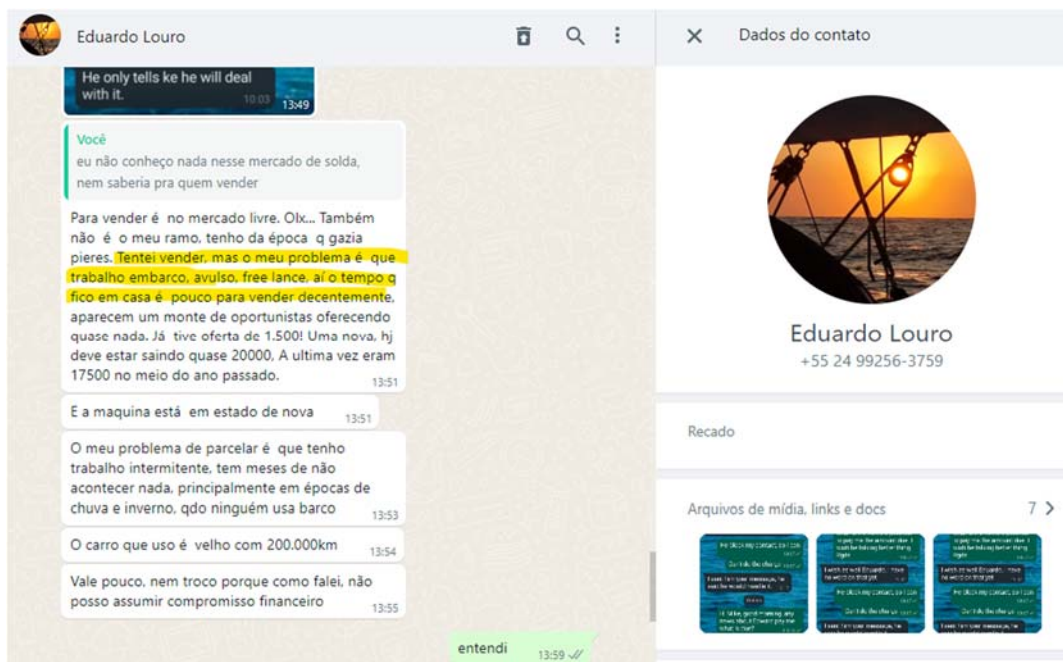 Eduardo Louro
He only tells ke he will deal
with it.
10:03
13:49
Você
eu não conheço nada nesse mercado de solda,
nem saberia pra quem vender
Para vender é no mercado livre. Olx... Também
não é o meu ramo, tenho da época q gazia
pieres. Tentei vender, mas o meu problema é que
trabalho embarco, avulso, free lance, aí o tempo q
fico em casa é pouco para vender decentemente,
aparecem um monte de oportunistas oferecendo
quase nada. Já tive oferta de 1.500! Uma nova, hj
deve estar saindo quase 20000, A ultima vez eram
17500 no meio do ano passado.
13:51
E a maquina está em estado de nova
13:51
O meu problema de parcelar é que tenho
trabalho intermitente, tem meses de não
acontecer nada, principalmente em épocas de
chuva e inverno, qdo ninguém usa barco
13:53
O carro que uso é velho com 200.000km
13:54
Vale pouco, nem troco porque como falei, não
posso assumir compromisso financeiro
13:55
entendi
13:59
Dados do contato
Eduardo Louro
+55 24 99256-3759
Recado
Arquivos de mídia, links e docs
7